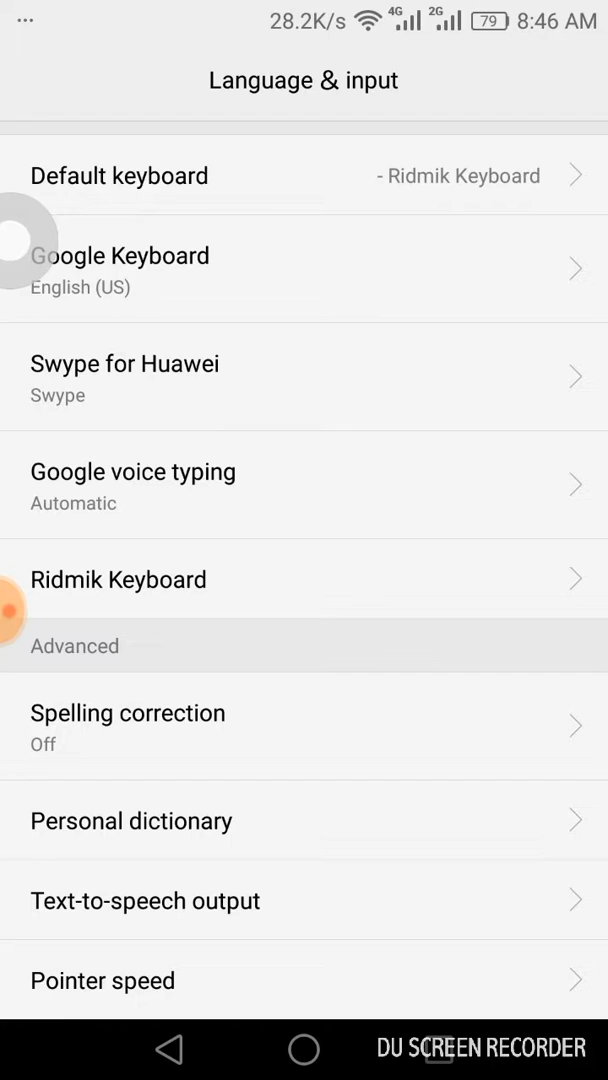 ... 28.2K/s 4G 2G 79 8:46 AM
Language & input
Default keyboard - Ridmik Keyboard
Google Keyboard
English (US)
Swype for Huawei
Swype
Google voice typing
Automatic
Ridmik Keyboard
Advanced
Spelling correction
Off
Personal dictionary
Text-to-speech output
Pointer speed
DU SCREEN RECORDER